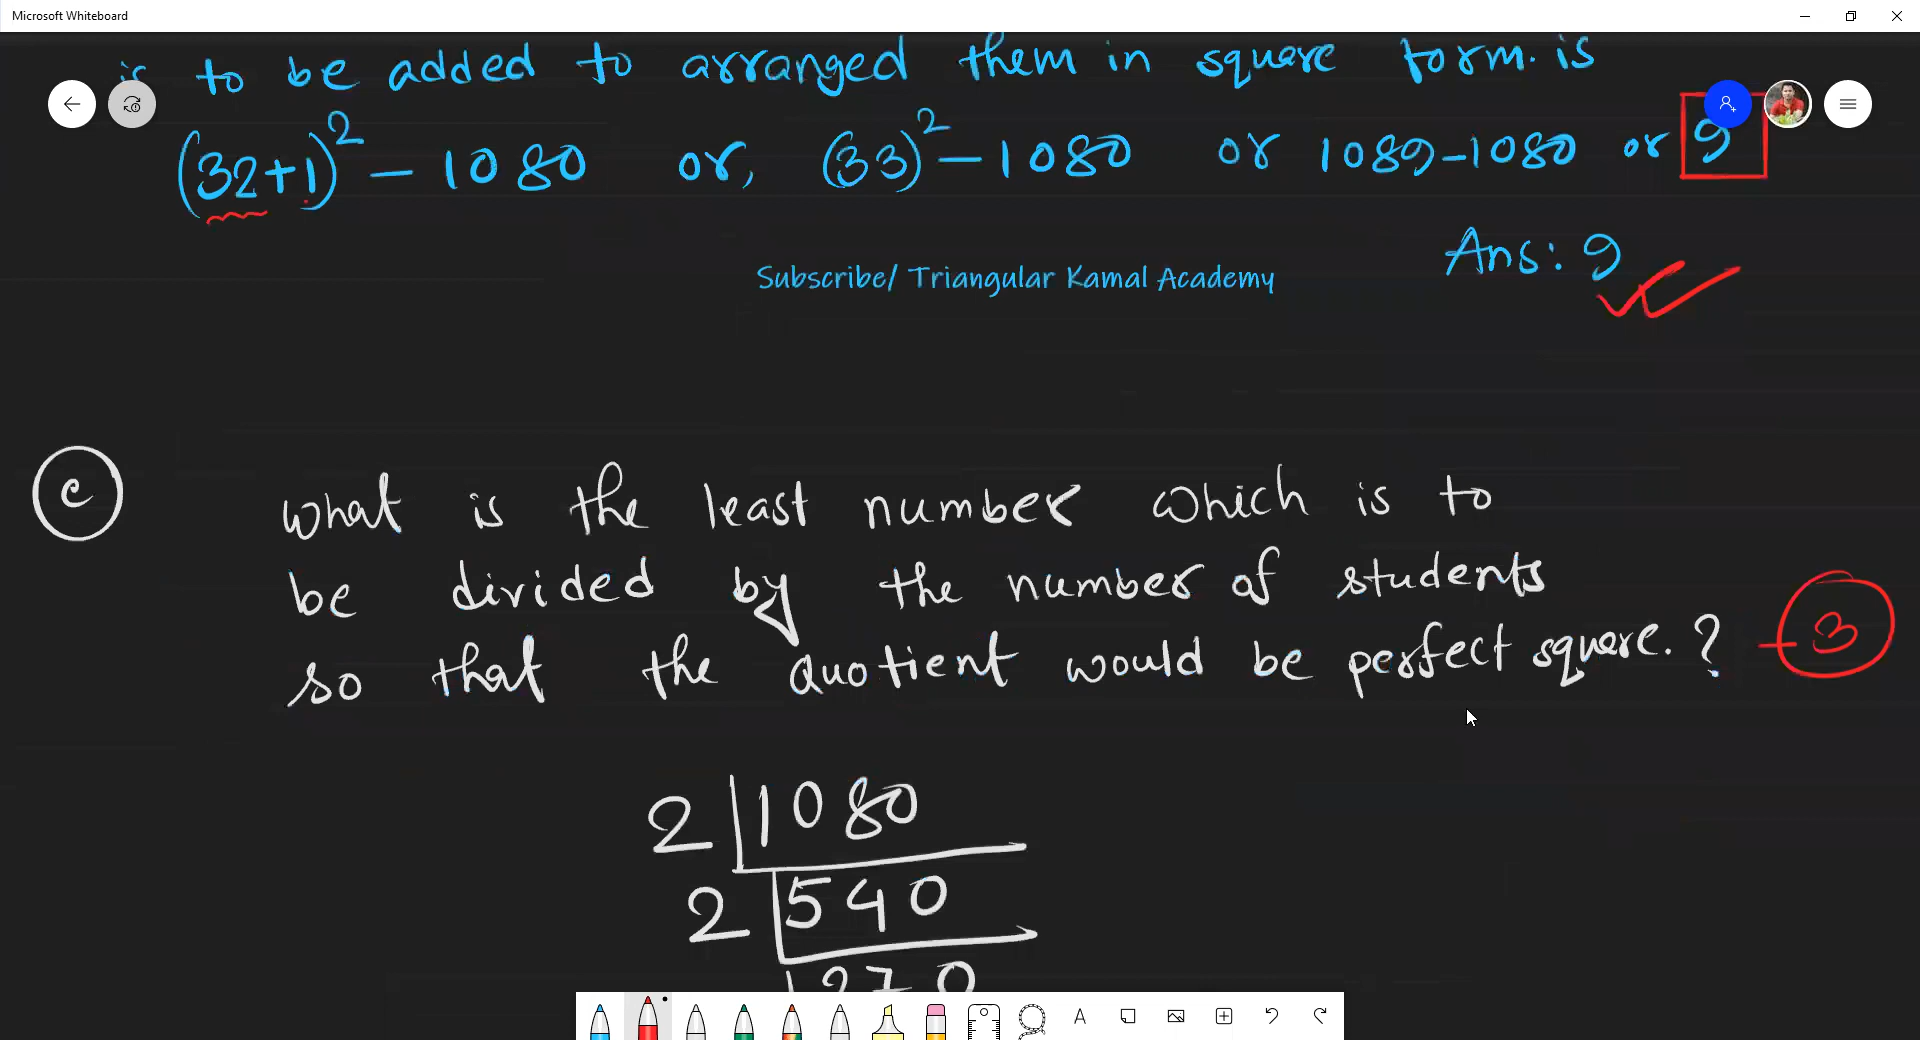 Microsoft Whiteboard
is to be added to arranged them in square form. is
(32+1)² - 1080 or, (33)² - 1080 or 1089-1080 or 9
Ans: 9
Subscribe/ Triangular Kamal Academy
c
What is the least number which is to
be divided by the number of students
so that the quotient would be perfect square. ? - 3
2 1080
2 540
270
A